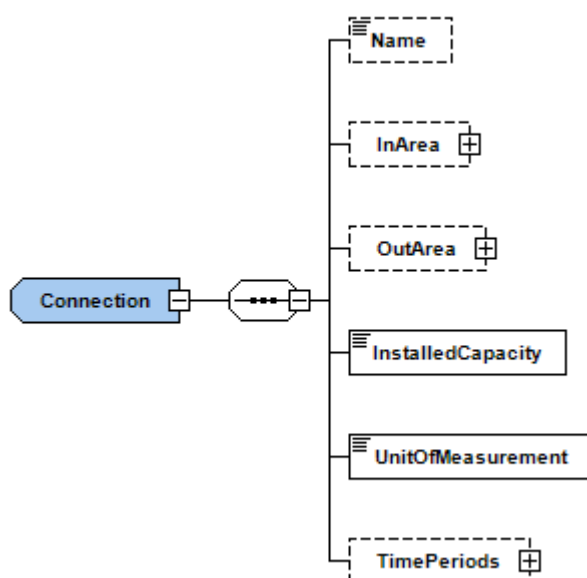 Name
InArea
OutArea
Connection
InstalledCapacity
UnitOfMeasurement
TimePeriods